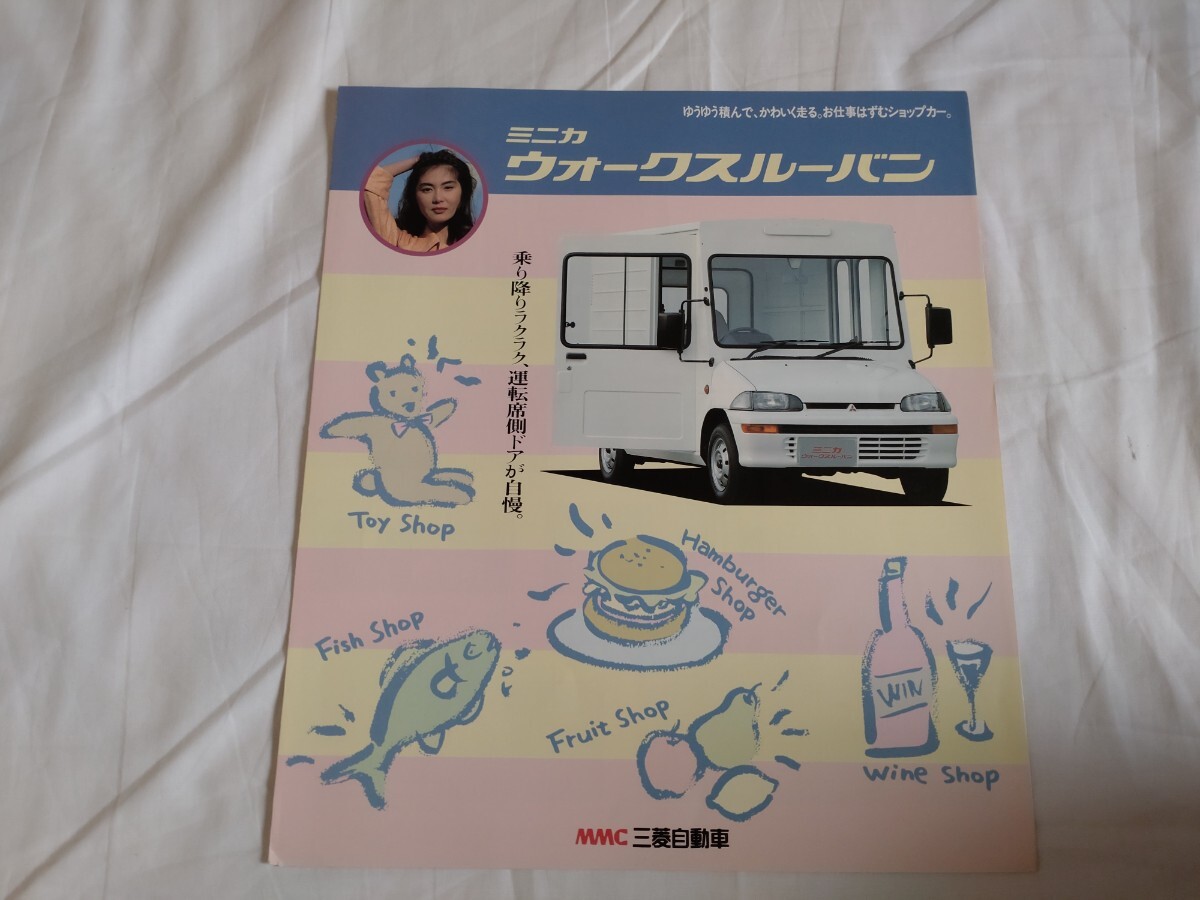 ゆうゆう積んで、かわいく走る。お仕事はずむショップカー。
ミニカ
ウォークスルーバン
乗り降りラクラク、運転席側ドアが自慢。
ミニカ
ウォークスルーバン
Toy Shop
Hamburger
Shop
Fish Shop
Fruit Shop
WIN
Wine Shop
MMC 三菱自動車